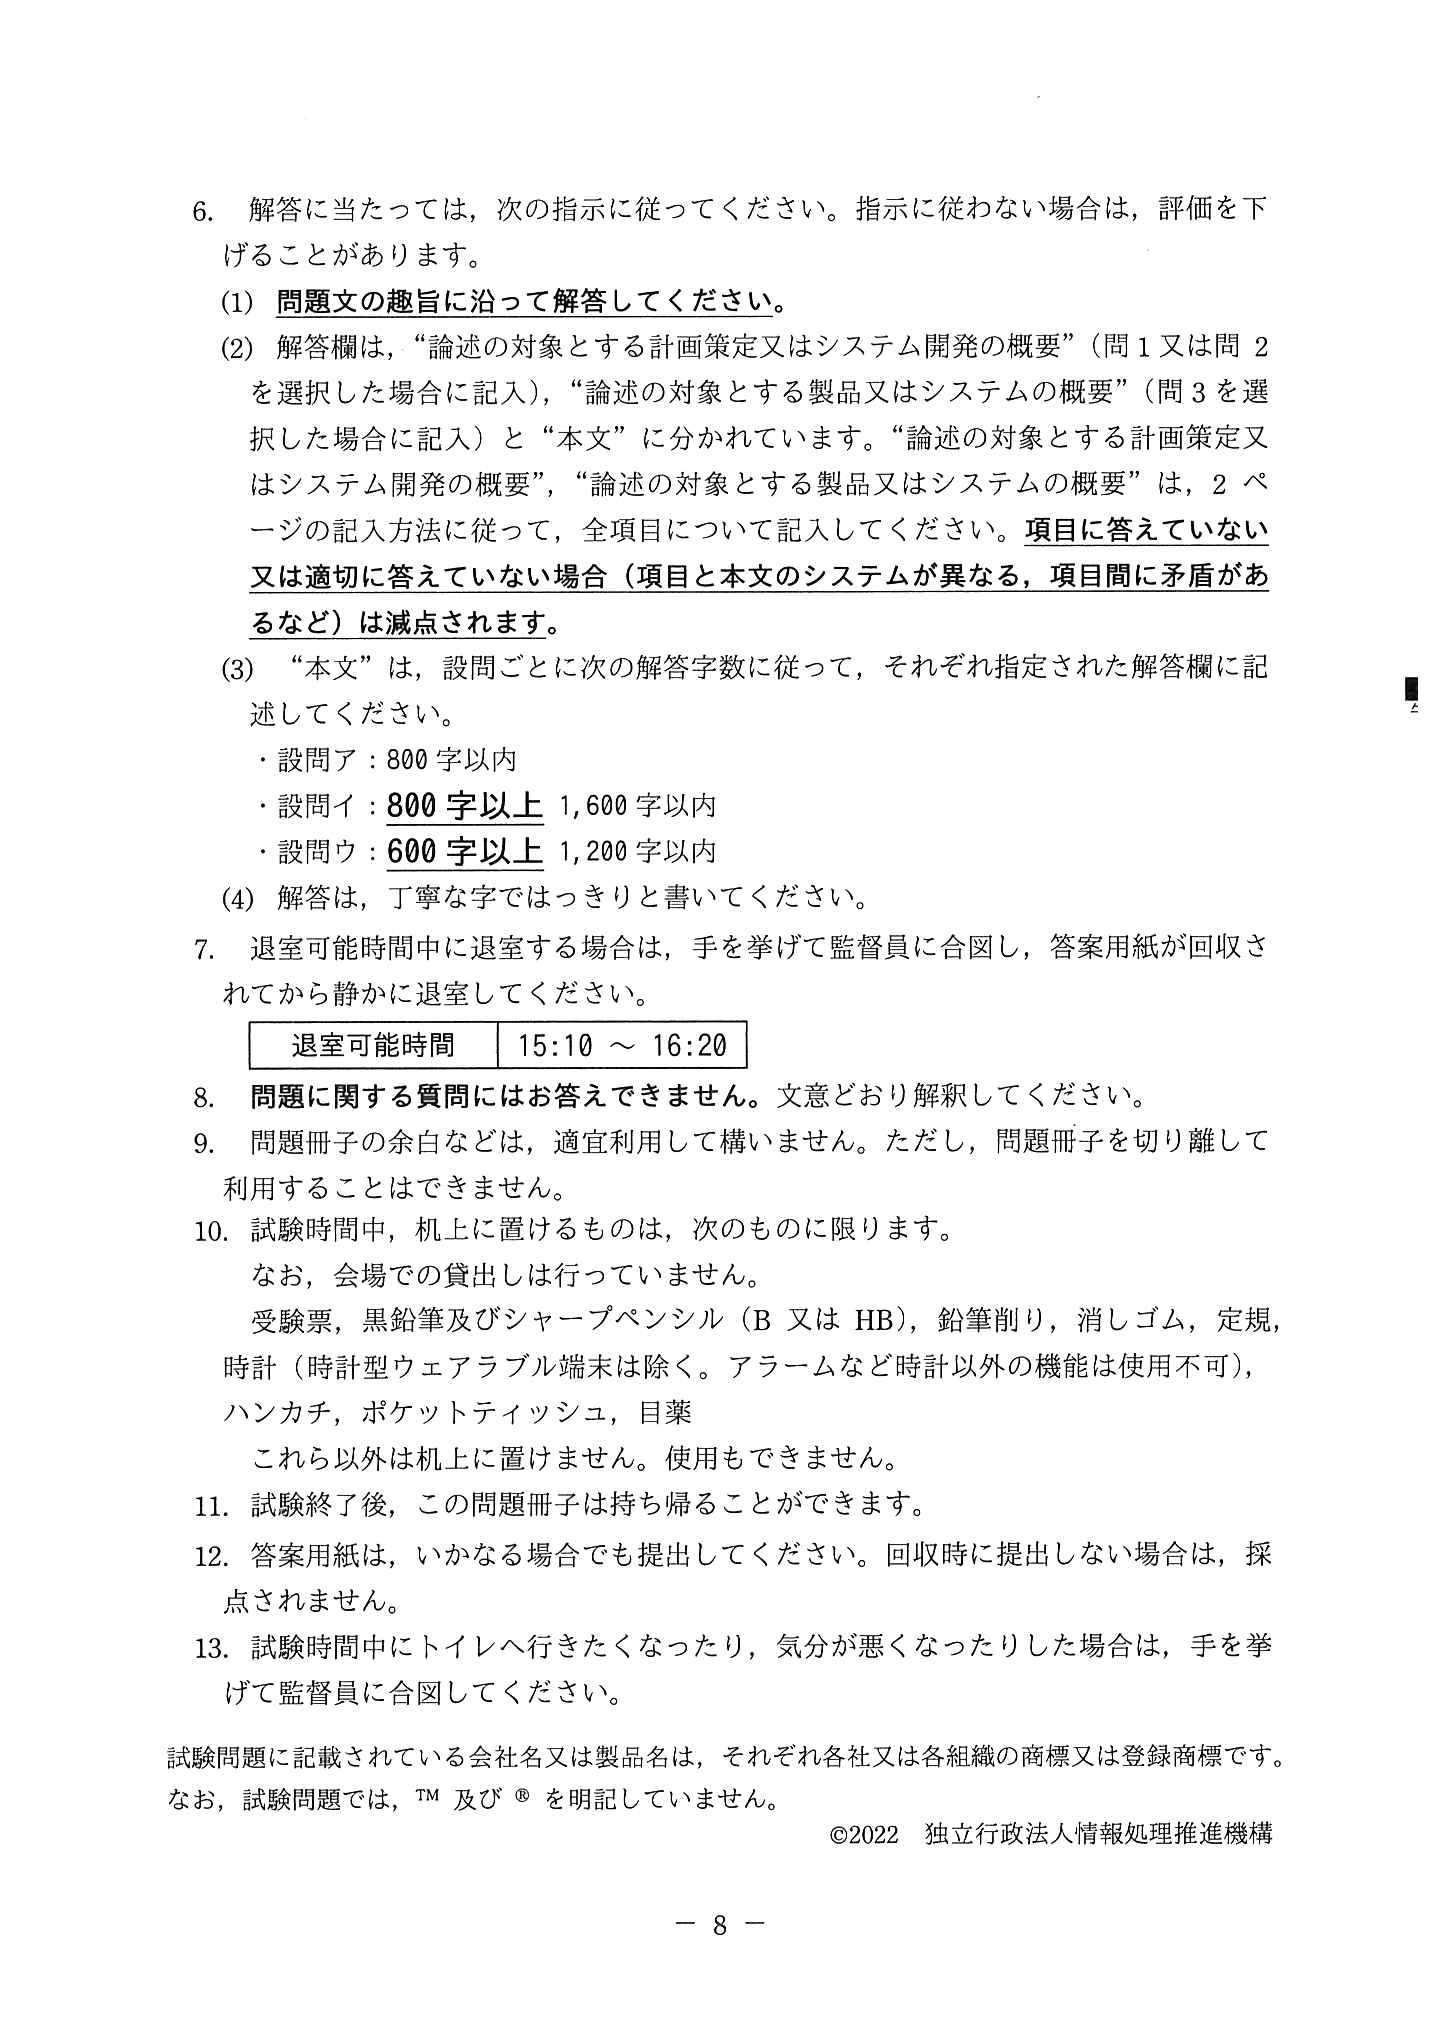 6.　解答に当たっては，次の指示に従ってください。指示に従わない場合は，評価を下
げることがあります。
(1)　問題文の趣旨に沿って解答してください。
(2)　解答欄は，“論述の対象とする計画策定又はシステム開発の概要”（問 1 又は問 2
を選択した場合に記入），“論述の対象とする製品又はシステムの概要”（問 3 を選
択した場合に記入）と“本文”に分かれています。“論述の対象とする計画策定又
はシステム開発の概要”，“論述の対象とする製品又はシステムの概要”は，2 ペ
ージの記入方法に従って，全項目について記入してください。項目に答えていない
又は適切に答えていない場合（項目と本文のシステムが異なる，項目間に矛盾があ
るなど）は減点されます。
(3)　“本文”は，設問ごとに次の解答字数に従って，それぞれ指定された解答欄に記
述してください。
・設問ア：800 字以内
・設問イ：800 字以上 1,600 字以内
・設問ウ：600 字以上 1,200 字以内
(4)　解答は，丁寧な字ではっきりと書いてください。
7.　退室可能時間中に退室する場合は，手を挙げて監督員に合図し，答案用紙が回収さ
れてから静かに退室してください。
退室可能時間　15:10 ～ 16:20
8.　問題に関する質問にはお答えできません。文意どおり解釈してください。
9.　問題冊子の余白などは，適宜利用して構いません。ただし，問題冊子を切り離して
利用することはできません。
10.　試験時間中，机上に置けるものは，次のものに限ります。
なお，会場での貸出しは行っていません。
受験票，黒鉛筆及びシャープペンシル（B 又は HB），鉛筆削り，消しゴム，定規，
時計（時計型ウェアラブル端末は除く。アラームなど時計以外の機能は使用不可），
ハンカチ，ポケットティッシュ，目薬
これら以外は机上に置けません。使用もできません。
11.　試験終了後，この問題冊子は持ち帰ることができます。
12.　答案用紙は，いかなる場合でも提出してください。回収時に提出しない場合は，採
点されません。
13.　試験時間中にトイレへ行きたくなったり，気分が悪くなったりした場合は，手を挙
げて監督員に合図してください。
試験問題に記載されている会社名又は製品名は，それぞれ各社又は各組織の商標又は登録商標です。
なお，試験問題では，™ 及び ® を明記していません。
©2022　独立行政法人情報処理推進機構
－ 8 －